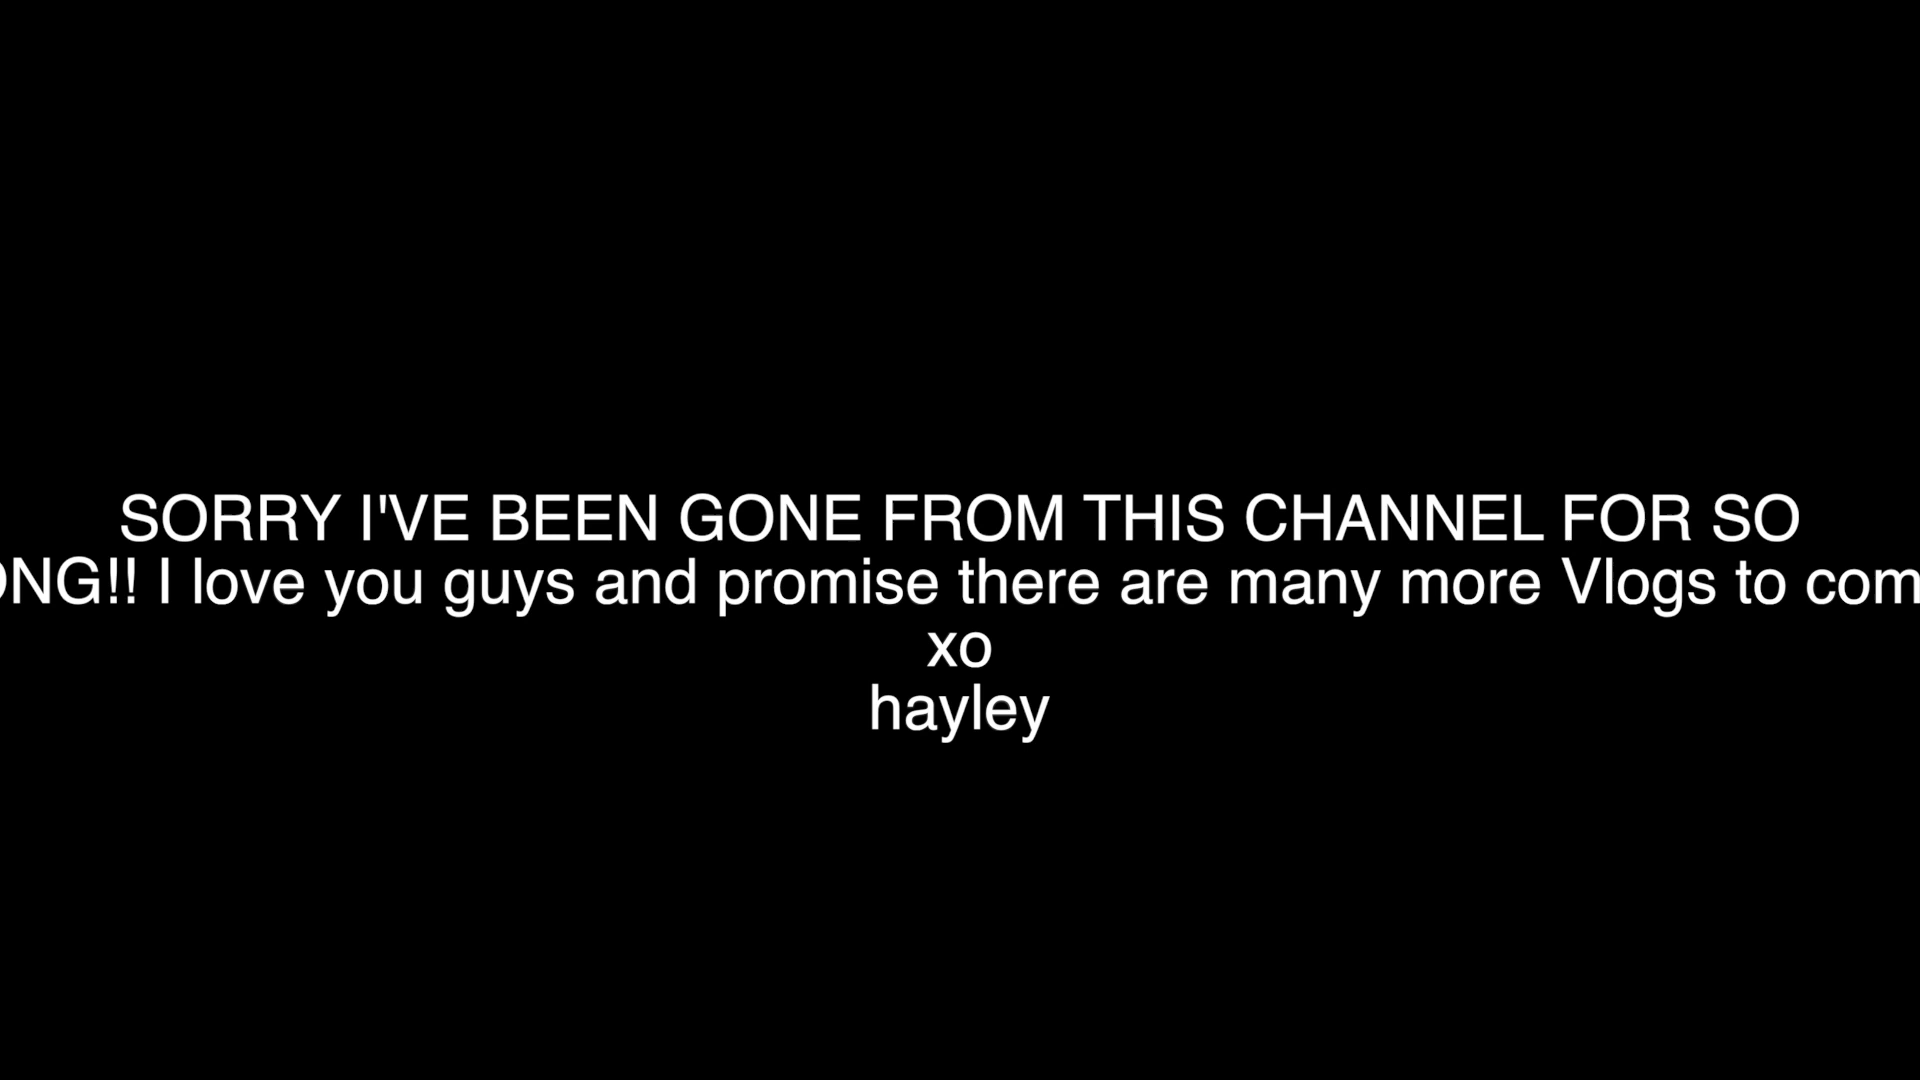 SORRY I'VE BEEN GONE FROM THIS CHANNEL FOR SO
ONG!! I love you guys and promise there are many more Vlogs to com
xo
hayley